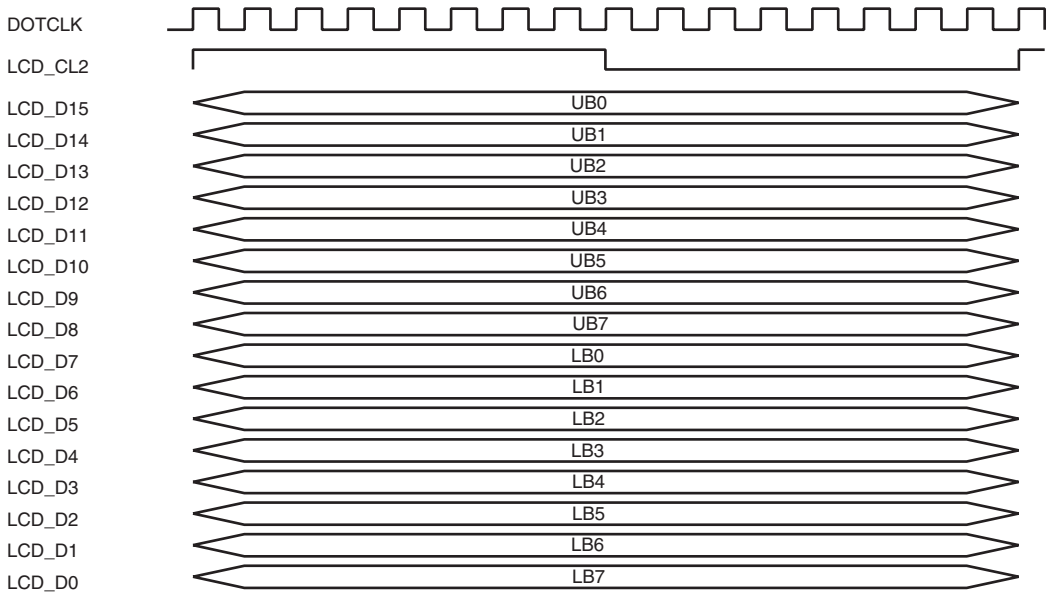 DOTCLK
LCD_CL2
LCD_D15 UB0
LCD_D14 UB1
LCD_D13 UB2
LCD_D12 UB3
LCD_D11 UB4
LCD_D10 UB5
LCD_D9 UB6
LCD_D8 UB7
LCD_D7 LB0
LCD_D6 LB1
LCD_D5 LB2
LCD_D4 LB3
LCD_D3 LB4
LCD_D2 LB5
LCD_D1 LB6
LCD_D0 LB7